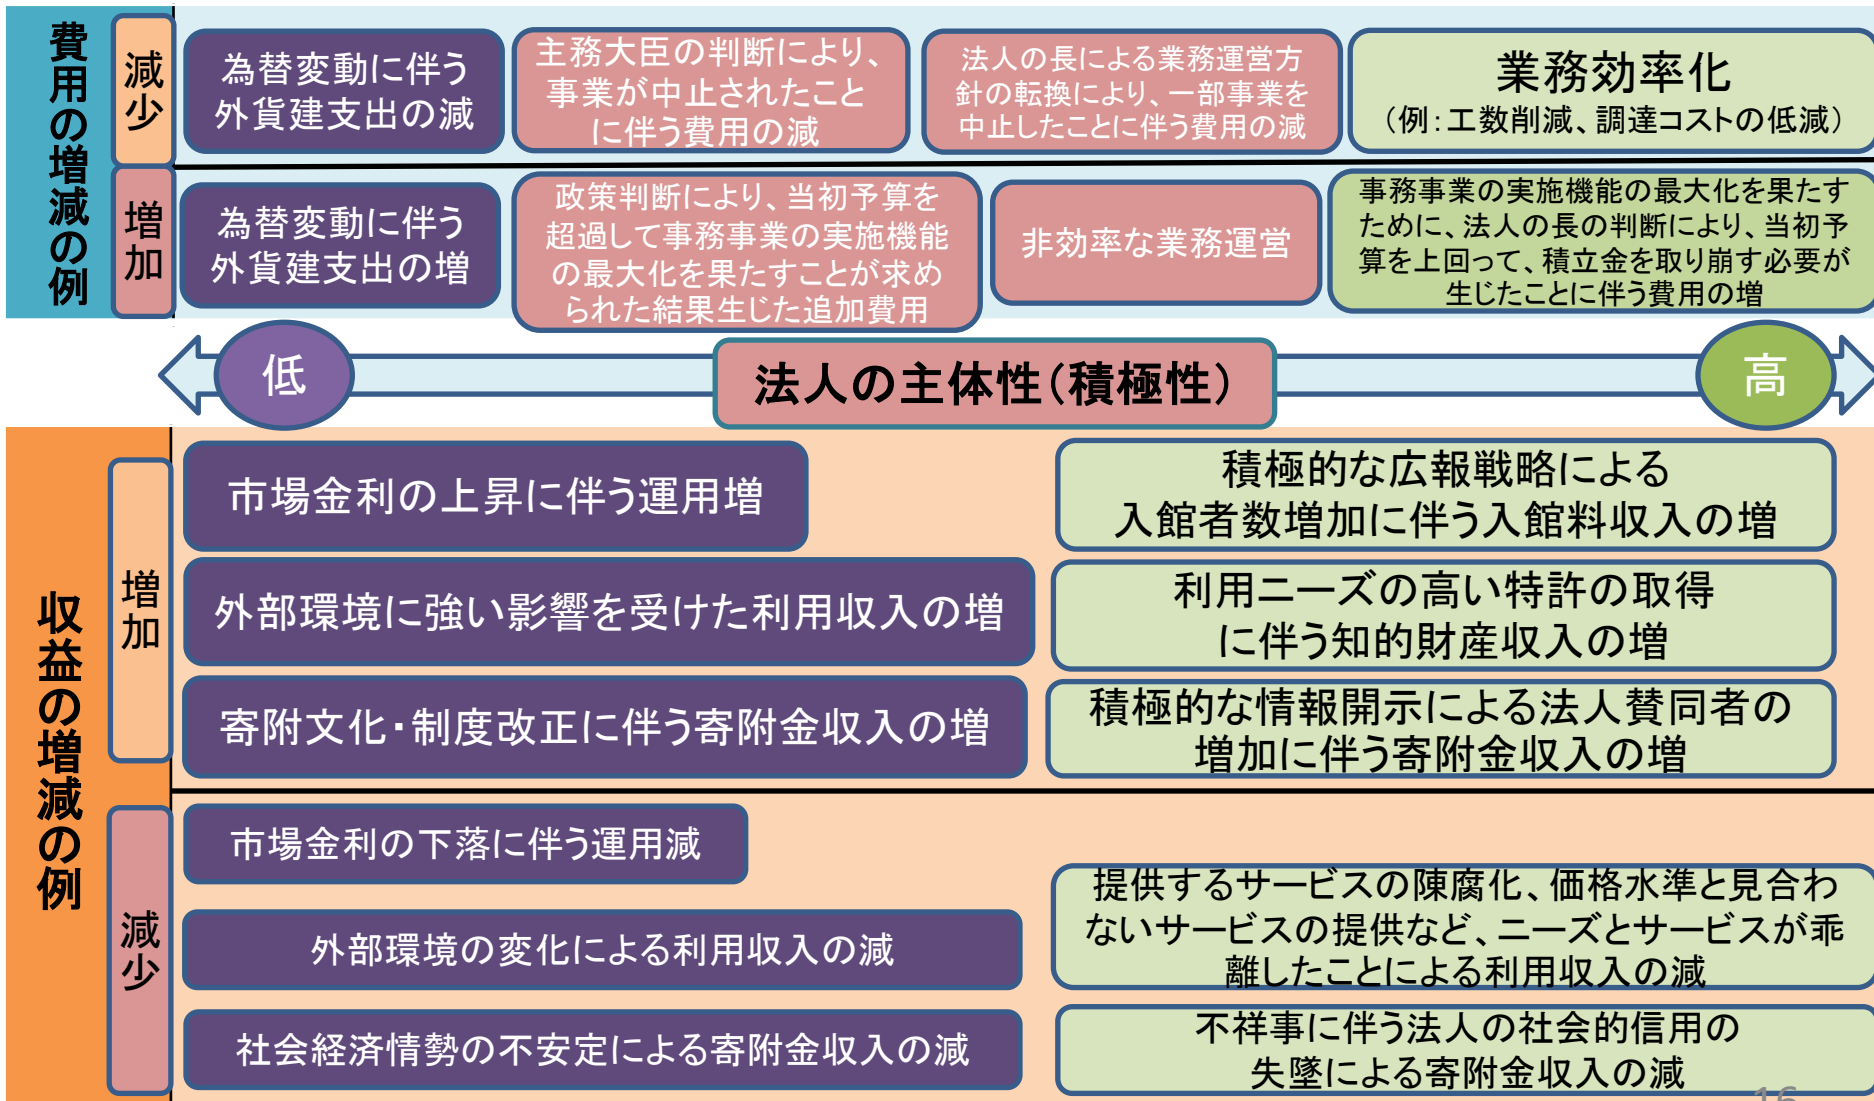 費用の増減の例
減少
為替変動に伴う
外貨建支出の減
主務大臣の判断により、
事業が中止されたこと
に伴う費用の減
法人の長による業務運営方
針の転換により、一部事業を
中止したことに伴う費用の減
業務効率化
（例：工数削減、調達コストの低減）
増加
為替変動に伴う
外貨建支出の増
政策判断により、当初予算を
超過して事務事業の実施機能
の最大化を果たすことが求め
られた結果生じた追加費用
非効率な業務運営
事務事業の実施機能の最大化を果たす
ために、法人の長の判断により、当初予
算を上回って、積立金を取り崩す必要が
生じたことに伴う費用の増
低
法人の主体性（積極性）
高
収益の増減の例
増加
市場金利の上昇に伴う運用増
積極的な広報戦略による
入館者数増加に伴う入館料収入の増
外部環境に強い影響を受けた利用収入の増
利用ニーズの高い特許の取得
に伴う知的財産収入の増
寄附文化・制度改正に伴う寄附金収入の増
積極的な情報開示による法人賛同者の
増加に伴う寄附金収入の増
減少
市場金利の下落に伴う運用減
外部環境の変化による利用収入の減
提供するサービスの陳腐化、価格水準と見合わ
ないサービスの提供など、ニーズとサービスが乖
離したことによる利用収入の減
社会経済情勢の不安定による寄附金収入の減
不祥事に伴う法人の社会的信用の
失墜による寄附金収入の減
16